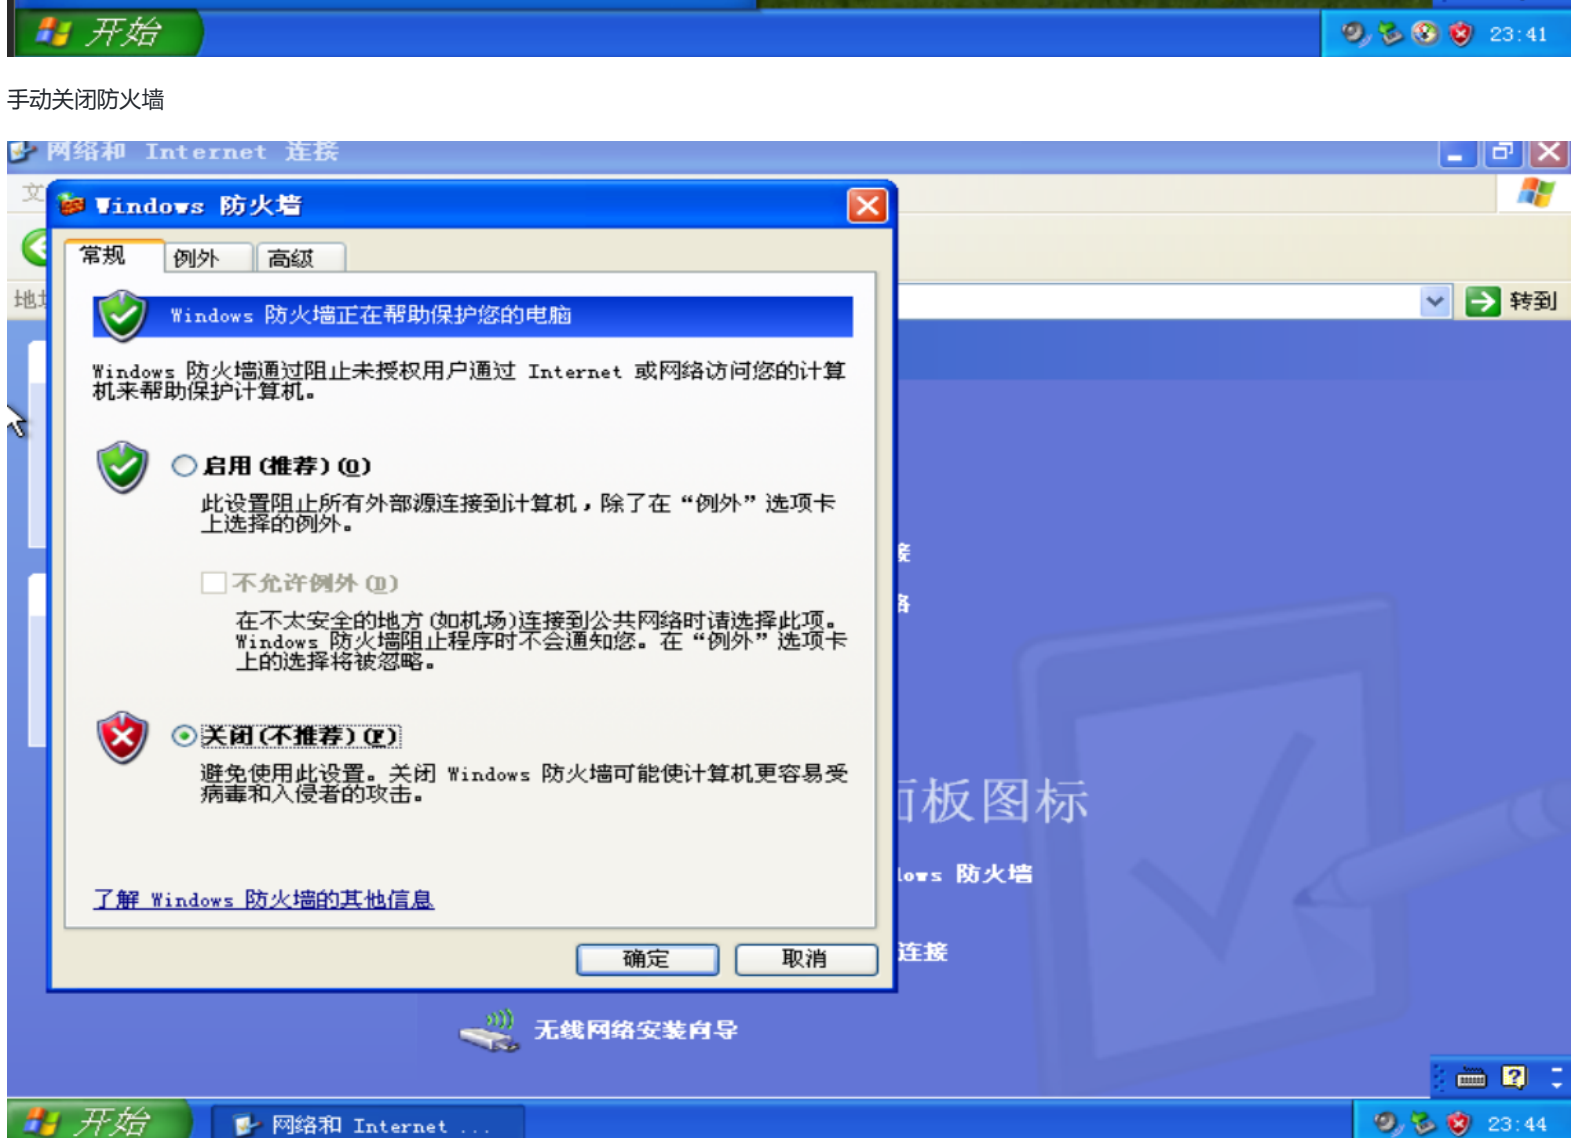 开始
23:41
手动关闭防火墙
网络和 Internet 连接
文
Windows 防火墙
常规
例外
高级
转到
Windows 防火墙正在帮助保护您的电脑
Windows 防火墙通过阻止未授权用户通过 Internet 或网络访问您的计算
机来帮助保护计算机。
启用(推荐)(O)
此设置阻止所有外部源连接到计算机，除了在“例外”选项卡
上选择的例外。
不允许例外(D)
在不太安全的地方(如机场)连接到公共网络时请选择此项。
Windows 防火墙阻止程序时不会通知您。在“例外”选项卡
上的选择将被忽略。
关闭(不推荐)(F)
避免使用此设置。关闭 Windows 防火墙可能使计算机更容易受
病毒和入侵者的攻击。
板图标
ows 防火墙
了解 Windows 防火墙的其他信息
连接
确定
取消
无线网络安装向导
开始
网络和 Internet ...
23:44